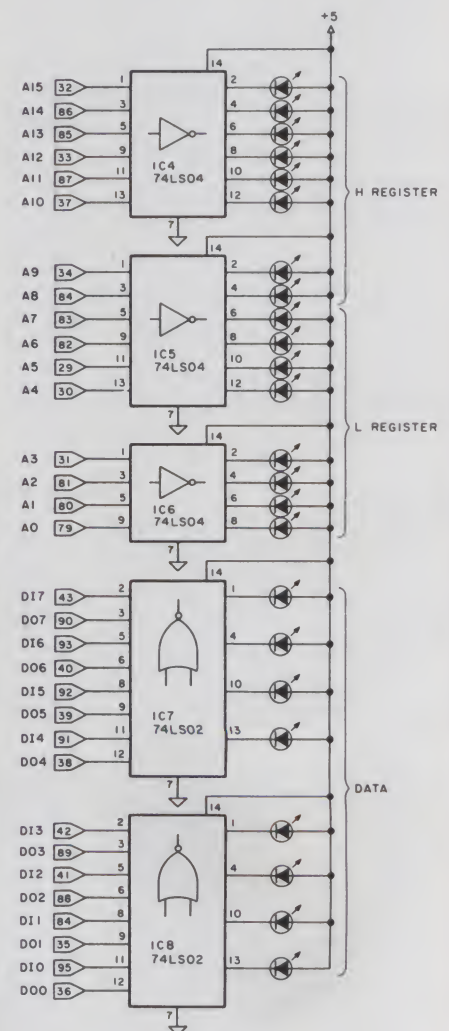 +5
14
A15 32 1 2
A14 86 3 4
A13 85 5 6
A12 33 9 8
A11 87 11 10
A10 37 13 12
IC4
74LS04
7
H REGISTER
14
A9 34 1 2
A8 84 3 4
A7 83 5 6
A6 82 9 8
A5 29 11 10
A4 30 13 12
IC5
74LS04
7
L REGISTER
14
A3 31 1 2
A2 81 3 4
A1 80 5 6
A0 79 9 8
IC6
74LS04
7
14
DI7 43 2 1
DO7 90 3
DI6 93 5 4
DO6 40 6
DI5 92 8 10
DO5 39 9
DI4 91 11 13
DO4 38 12
IC7
74LS02
7
DATA
14
DI3 42 2 1
DO3 89 3
DI2 41 5 4
DO2 88 6
DI1 84 8 10
DO1 35 9
DI0 95 11 13
DO0 36 12
IC8
74LS02
7